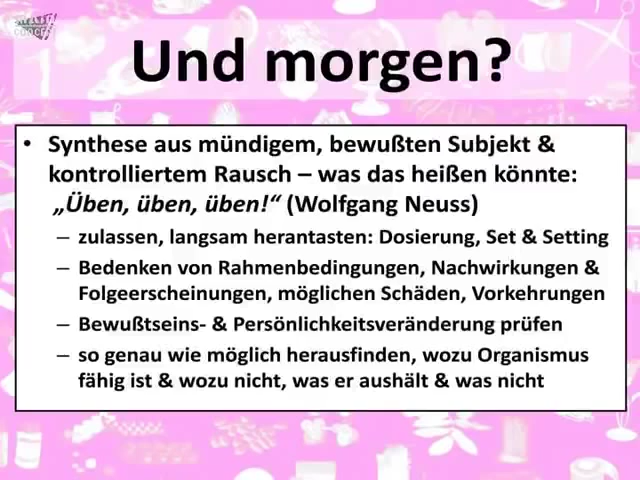 Und morgen?
• Synthese aus mündigem, bewußten Subjekt &
kontrolliertem Rausch – was das heißen könnte:
„Üben, üben, üben!“ (Wolfgang Neuss)
– zulassen, langsam herantasten: Dosierung, Set & Setting
– Bedenken von Rahmenbedingungen, Nachwirkungen &
Folgeerscheinungen, möglichen Schäden, Vorkehrungen
– Bewußtseins- & Persönlichkeitsveränderung prüfen
– so genau wie möglich herausfinden, wozu Organismus
fähig ist & wozu nicht, was er aushält & was nicht